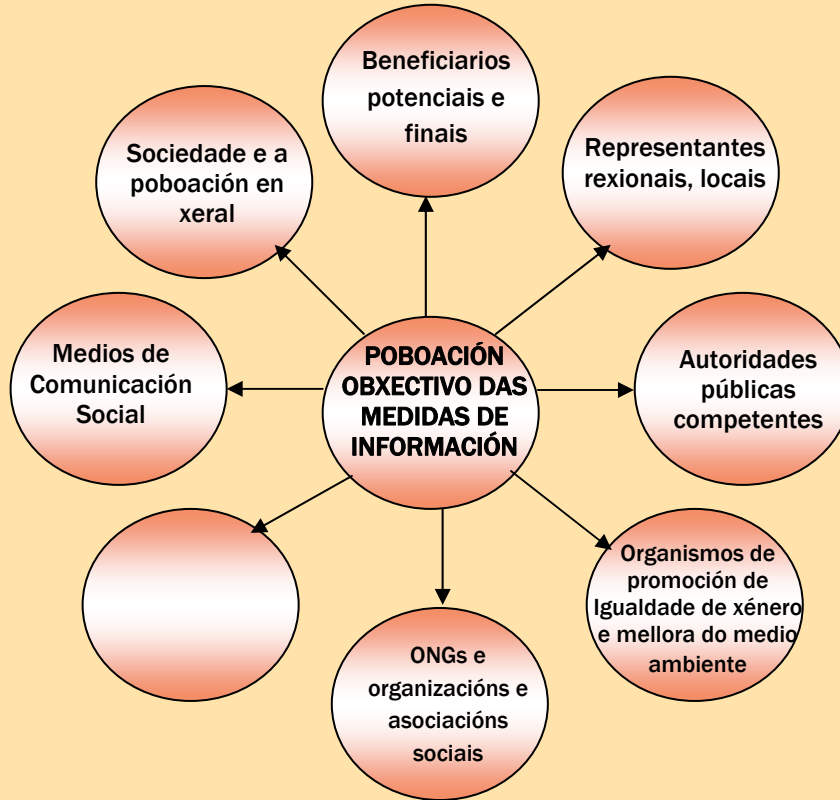 Beneficiarios
potenciais e
finais
Representantes
rexionais, locais
Sociedade e a
poboación en
xeral
Medios de
Comunicación
Social
POBOACIÓN
OBXECTIVO DAS
MEDIDAS DE
INFORMACIÓN
Autoridades
públicas
competentes
Organismos de
promoción de
Igualdade de xénero
e mellora do medio
ambiente
ONGs e
organizacións e
asociacións
sociais